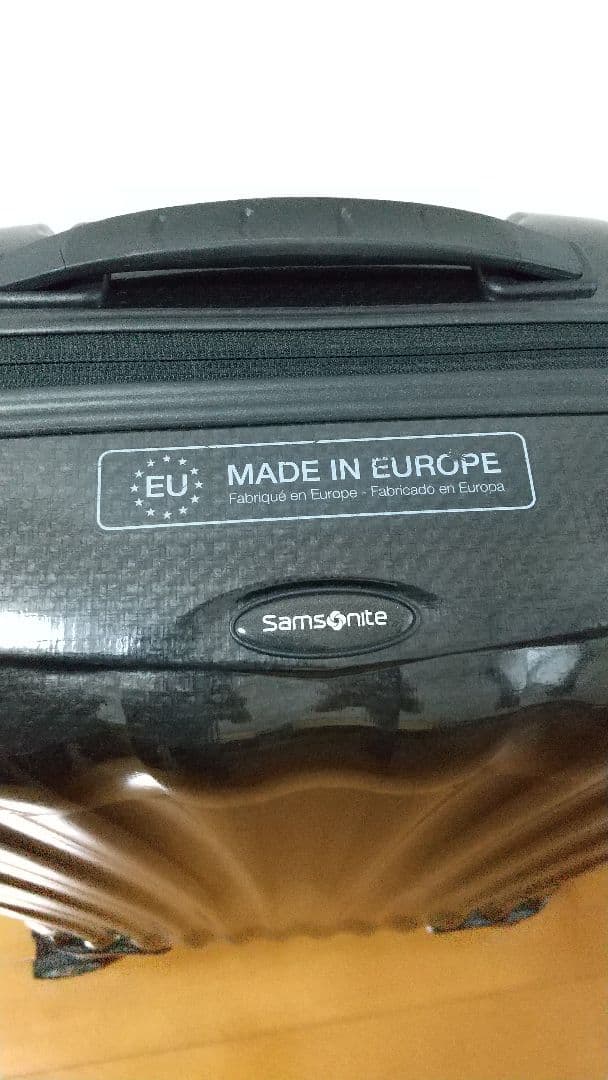 EU
MADE IN EUROPE
Fabriqué en Europe - Fabricado en Europa
Samsonite